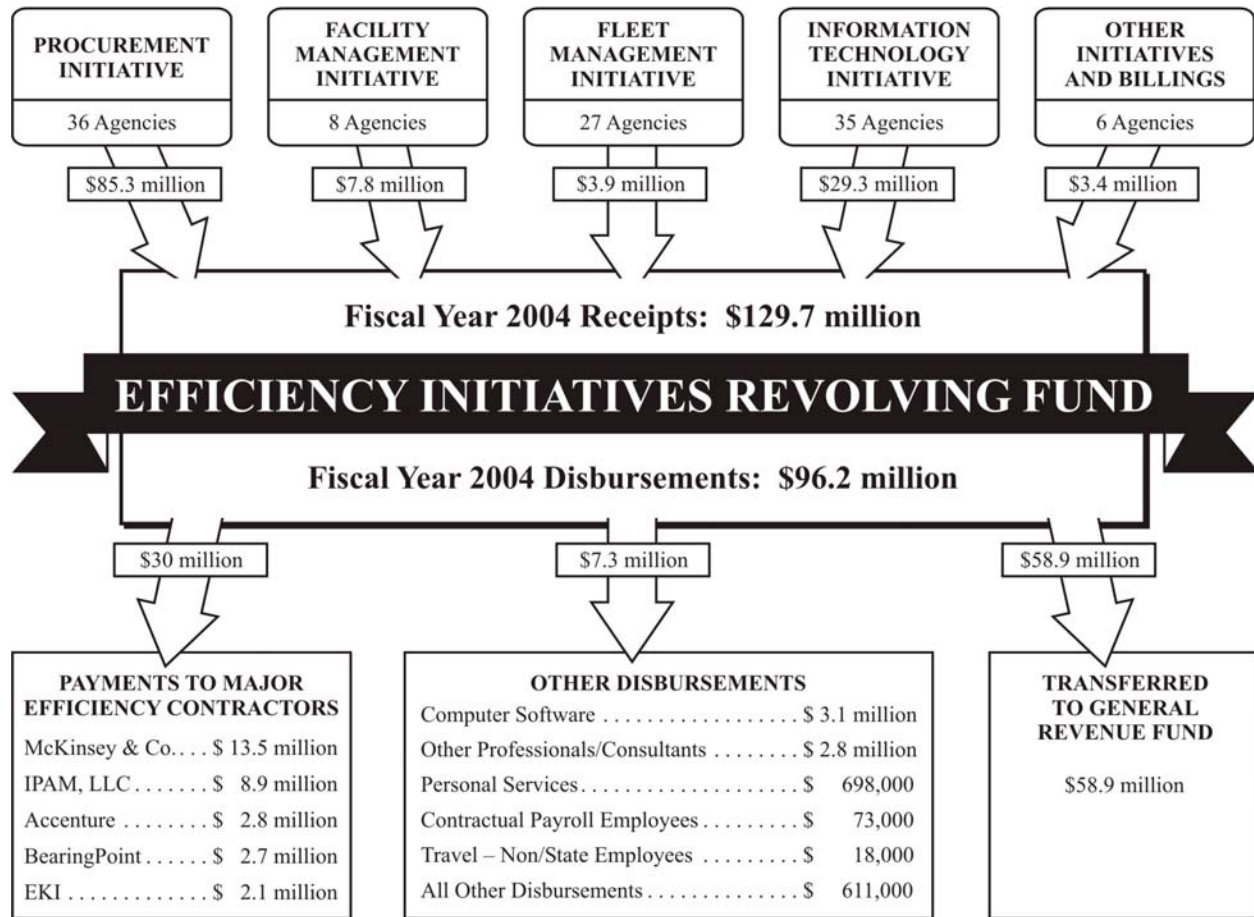 PROCUREMENT
INITIATIVE
36 Agencies
$85.3 million
FACILITY
MANAGEMENT
INITIATIVE
8 Agencies
$7.8 million
FLEET
MANAGEMENT
INITIATIVE
27 Agencies
$3.9 million
INFORMATION
TECHNOLOGY
INITIATIVE
35 Agencies
$29.3 million
OTHER
INITIATIVES
AND BILLINGS
6 Agencies
$3.4 million
Fiscal Year 2004 Receipts: $129.7 million
EFFICIENCY INITIATIVES REVOLVING FUND
Fiscal Year 2004 Disbursements: $96.2 million
$30 million
$7.3 million
$58.9 million
PAYMENTS TO MAJOR
EFFICIENCY CONTRACTORS
McKinsey & Co. . . . $ 13.5 million
IPAM, LLC . . . . . . . $ 8.9 million
Accenture . . . . . . . . $ 2.8 million
BearingPoint . . . . . . $ 2.7 million
EKI . . . . . . . . . . . . . $ 2.1 million
OTHER DISBURSEMENTS
Computer Software . . . . . . . . . . . . . . . . . . $ 3.1 million
Other Professionals/Consultants . . . . . . . $ 2.8 million
Personal Services . . . . . . . . . . . . . . . . . . . . $ 698,000
Contractual Payroll Employees . . . . . . . . . $ 73,000
Travel – Non/State Employees . . . . . . . . . $ 18,000
All Other Disbursements . . . . . . . . . . . . . . $ 611,000
TRANSFERRED
TO GENERAL
REVENUE FUND
$58.9 million